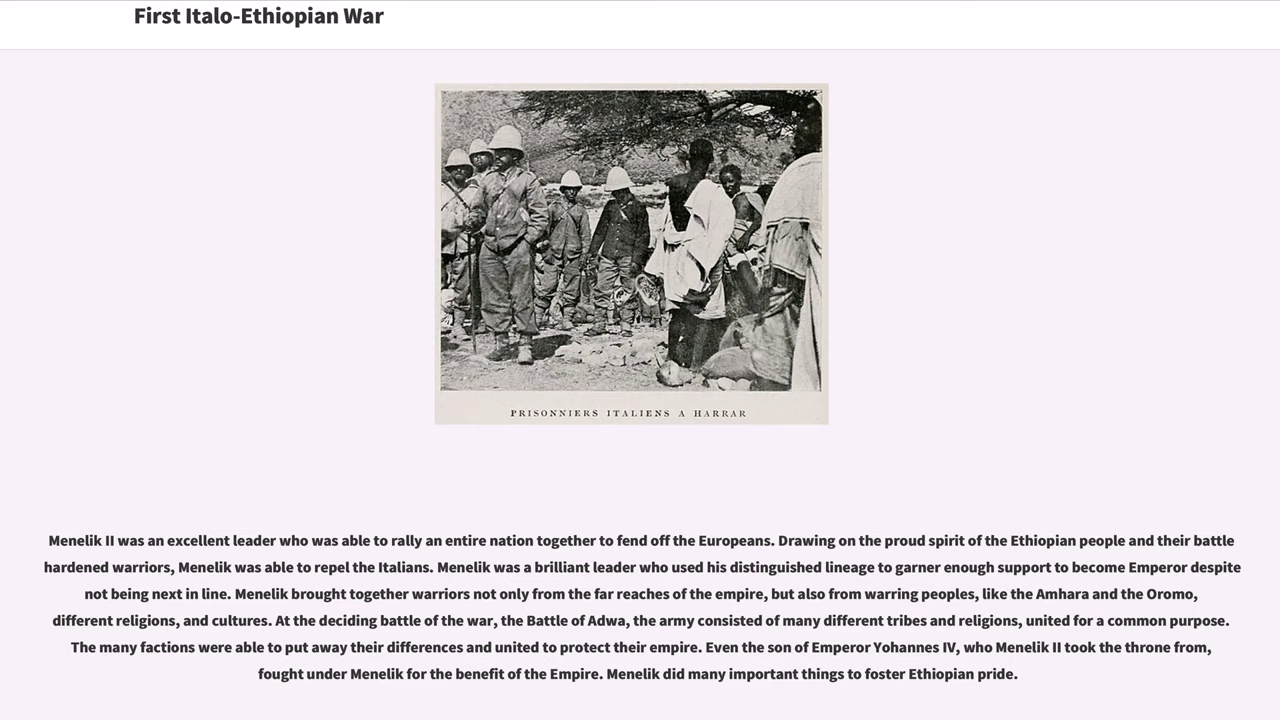 First Italo-Ethiopian War
PRISONNIERS ITALIENS A HARRAR
Menelik II was an excellent leader who was able to rally an entire nation together to fend off the Europeans. Drawing on the proud spirit of the Ethiopian people and their battle
hardened warriors, Menelik was able to repel the Italians. Menelik was a brilliant leader who used his distinguished lineage to garner enough support to become Emperor despite
not being next in line. Menelik brought together warriors not only from the far reaches of the empire, but also from warring peoples, like the Amhara and the Oromo,
different religions, and cultures. At the deciding battle of the war, the Battle of Adwa, the army consisted of many different tribes and religions, united for a common purpose.
The many factions were able to put away their differences and united to protect their empire. Even the son of Emperor Yohannes IV, who Menelik II took the throne from,
fought under Menelik for the benefit of the Empire. Menelik did many important things to foster Ethiopian pride.